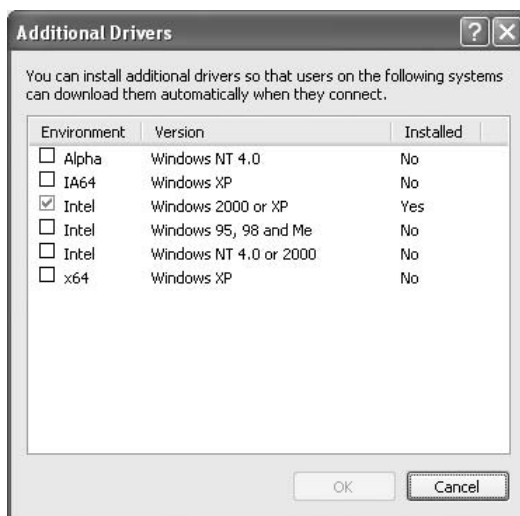 Additional Drivers
You can install additional drivers so that users on the following systems
can download them automatically when they connect.
Environment Version Installed
Alpha Windows NT 4.0 No
IA64 Windows XP No
Intel Windows 2000 or XP Yes
Intel Windows 95, 98 and Me No
Intel Windows NT 4.0 or 2000 No
x64 Windows XP No
OK Cancel